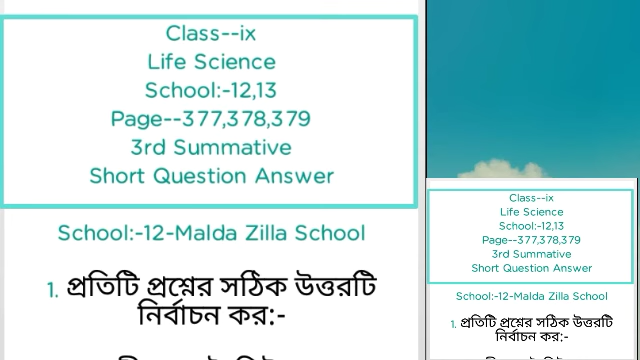 Class--ix
Life Science
School:-12,13
Page--377,378,379
3rd Summative
Short Question Answer
School:-12-Malda Zilla School
1. প্রতিটি প্রশ্নের সঠিক উত্তরটি
নির্বাচন কর:-
Class--ix
Life Science
School:-12,13
Page--377,378,379
3rd Summative
Short Question Answer
School:-12-Malda Zilla School
1. প্রতিটি প্রশ্নের সঠিক উত্তরটি
নির্বাচন কর:-